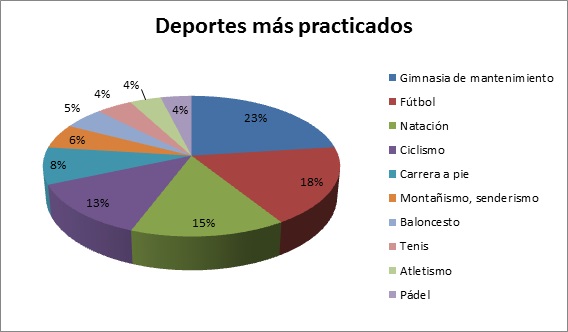 Deportes más practicados
23%
18%
15%
13%
8%
6%
5%
4%
4%
4%
Gimnasia de mantenimiento
Fútbol
Natación
Ciclismo
Carrera a pie
Montañismo, senderismo
Baloncesto
Tenis
Atletismo
Pádel